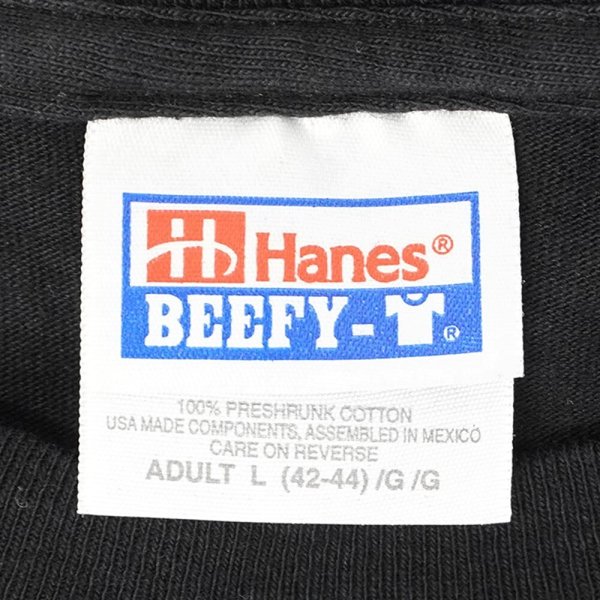 Hanes®
BEEFY-T®
100% PRESHRUNK COTTON
USA MADE COMPONENTS, ASSEMBLED IN MEXICO
CARE ON REVERSE
ADULT L (42-44) /G /G